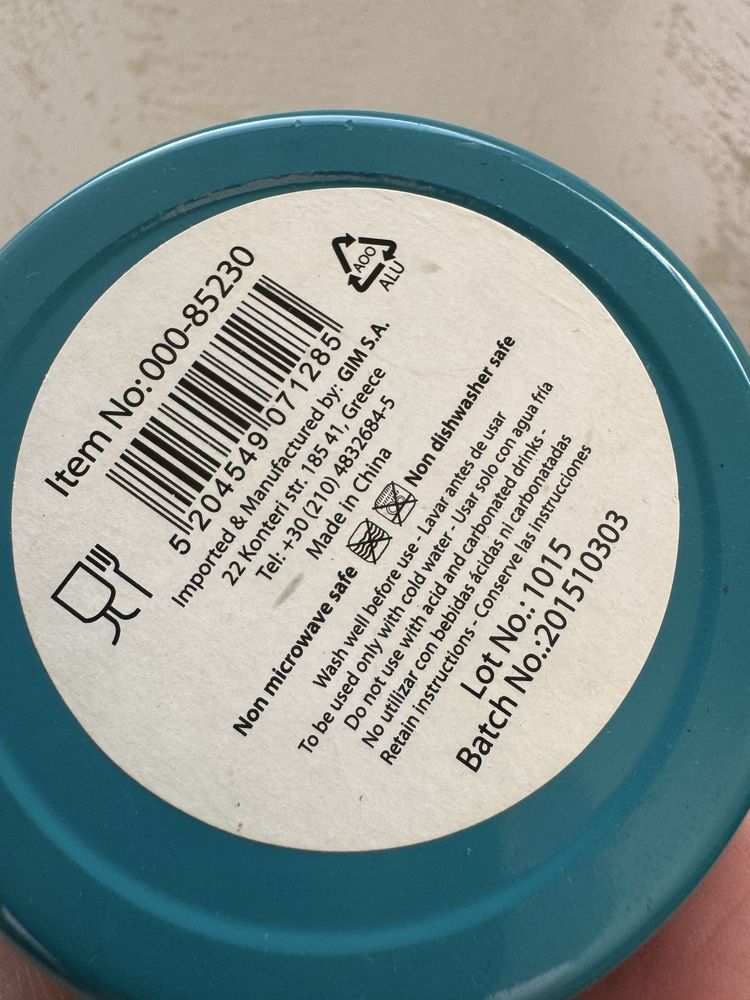 Item No: 000-85230
5 204549 071285
A00
ALU
Imported & Manufactured by: GIM S.A.
22 Konteri str. 185 41, Greece
Tel: +30 (210) 4832684-5
Made in China
Non microwave safe Non dishwasher safe
Wash well before use - Lavar antes de usar
To be used only with cold water - Usar solo con agua fría
Do not use with acid and carbonated drinks -
No utilizar con bebidas ácidas ni carbonatadas
Retain instructions - Conserve las instrucciones
Lot No.: 1015
Batch No.:201510303